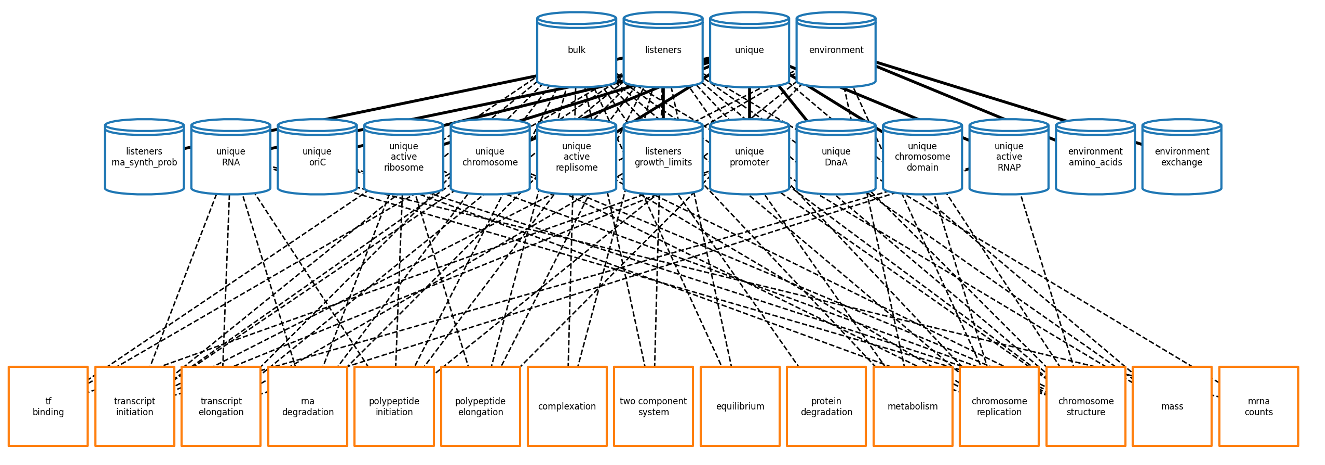 bulk
listeners
unique
environment
listeners
rna_synth_prob
unique
RNA
unique
oriC
unique
active
ribosome
unique
chromosome
unique
active
replisome
listeners
growth_limits
unique
promoter
unique
DnaA
unique
chromosome
domain
unique
active
RNAP
environment
amino_acids
environment
exchange
tf
binding
transcript
initiation
transcript
elongation
rna
degradation
polypeptide
initiation
polypeptide
elongation
complexation
two component
system
equilibrium
protein
degradation
metabolism
chromosome
replication
chromosome
structure
mass
mrna
counts